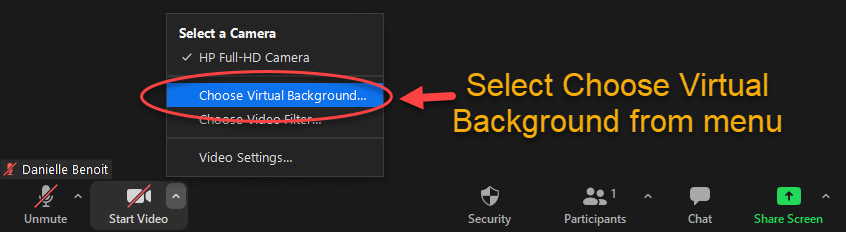 Select a Camera
HP Full-HD Camera
Choose Virtual Background...
Choose Video Filter...
Video Settings...
Select Choose Virtual
Background from menu
Danielle Benoit
Unmute
Start Video
Security
1
Participants
Chat
Share Screen